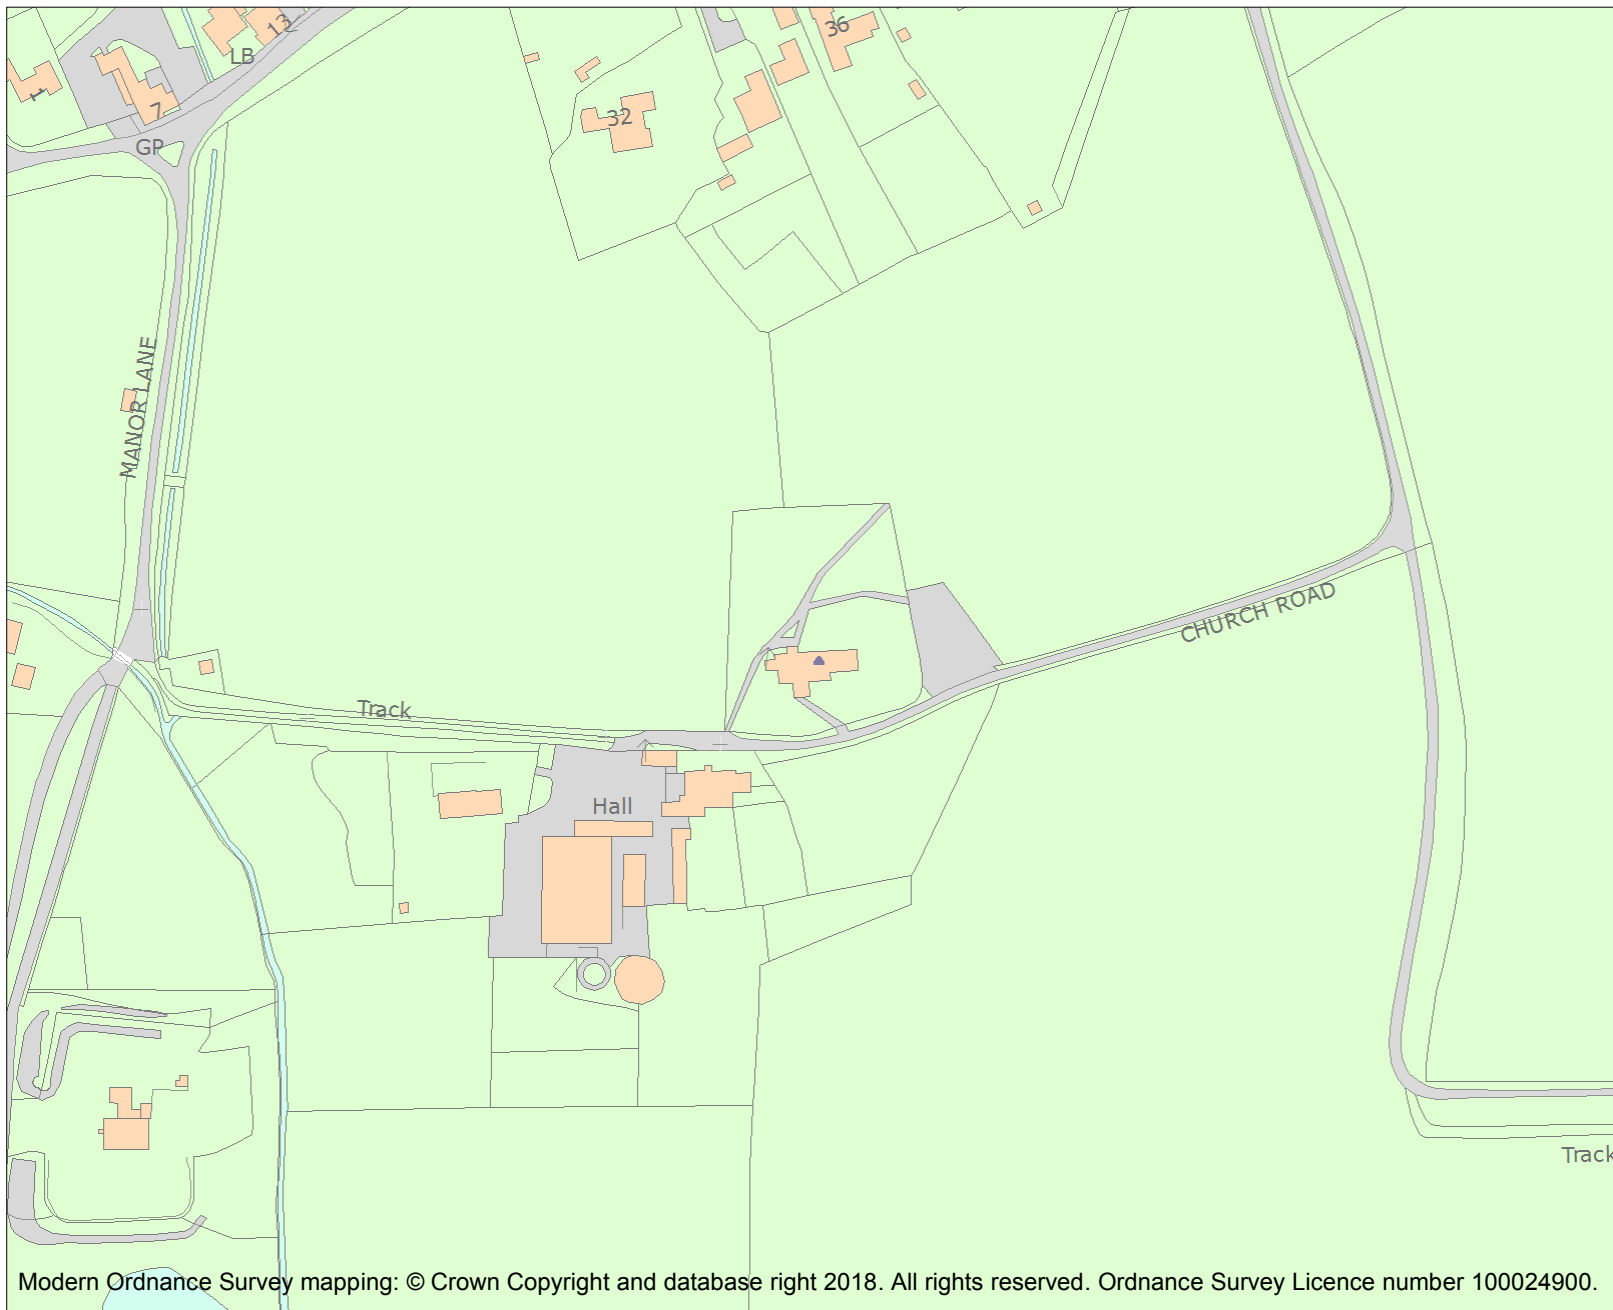 13
36
LB
1
7
32
GP
MANOR LANE
CHURCH ROAD
Track
Hall
Track
Modern Ordnance Survey mapping: © Crown Copyright and database right 2018. All rights reserved. Ordnance Survey Licence number 100024900.